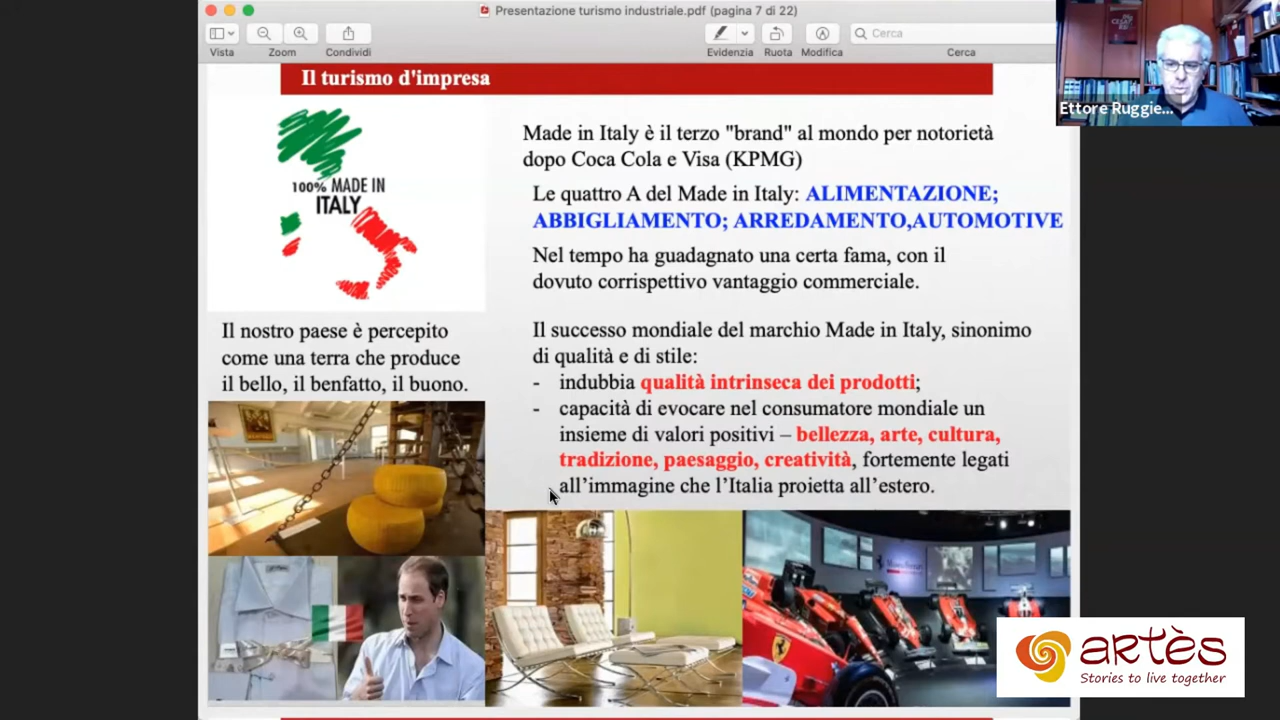 Presentazione turismo industriale.pdf (pagina 7 di 22)
Vista
Zoom
Condividi
Evidenzia
Ruota
Modifica
Cerca
Cerca
Ettore Ruggie...
Il turismo d'impresa
100% MADE IN
ITALY
Made in Italy è il terzo "brand" al mondo per notorietà
dopo Coca Cola e Visa (KPMG)
Le quattro A del Made in Italy: ALIMENTAZIONE;
ABBIGLIAMENTO; ARREDAMENTO,AUTOMOTIVE
Nel tempo ha guadagnato una certa fama, con il
dovuto corrispettivo vantaggio commerciale.
Il nostro paese è percepito
come una terra che produce
il bello, il benfatto, il buono.
Il successo mondiale del marchio Made in Italy, sinonimo
di qualità e di stile:
- indubbia qualità intrinseca dei prodotti;
- capacità di evocare nel consumatore mondiale un
insieme di valori positivi – bellezza, arte, cultura,
tradizione, paesaggio, creatività, fortemente legati
all’immagine che l’Italia proietta all’estero.
artès
Stories to live together